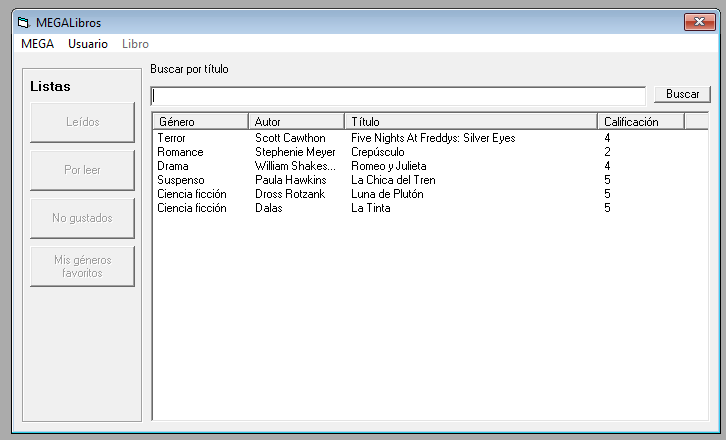 MEGALibros
MEGA Usuario Libro
Listas
Leídos
Por leer
No gustados
Mis géneros
favoritos
Buscar por título
Buscar
Género Autor Título Calificación
Terror Scott Cawthon Five Nights At Freddys: Silver Eyes 4
Romance Stephenie Meyer Crepúsculo 2
Drama William Shakes... Romeo y Julieta 4
Suspenso Paula Hawkins La Chica del Tren 5
Ciencia ficción Dross Rotzank Luna de Plutón 5
Ciencia ficción Dalas La Tinta 5